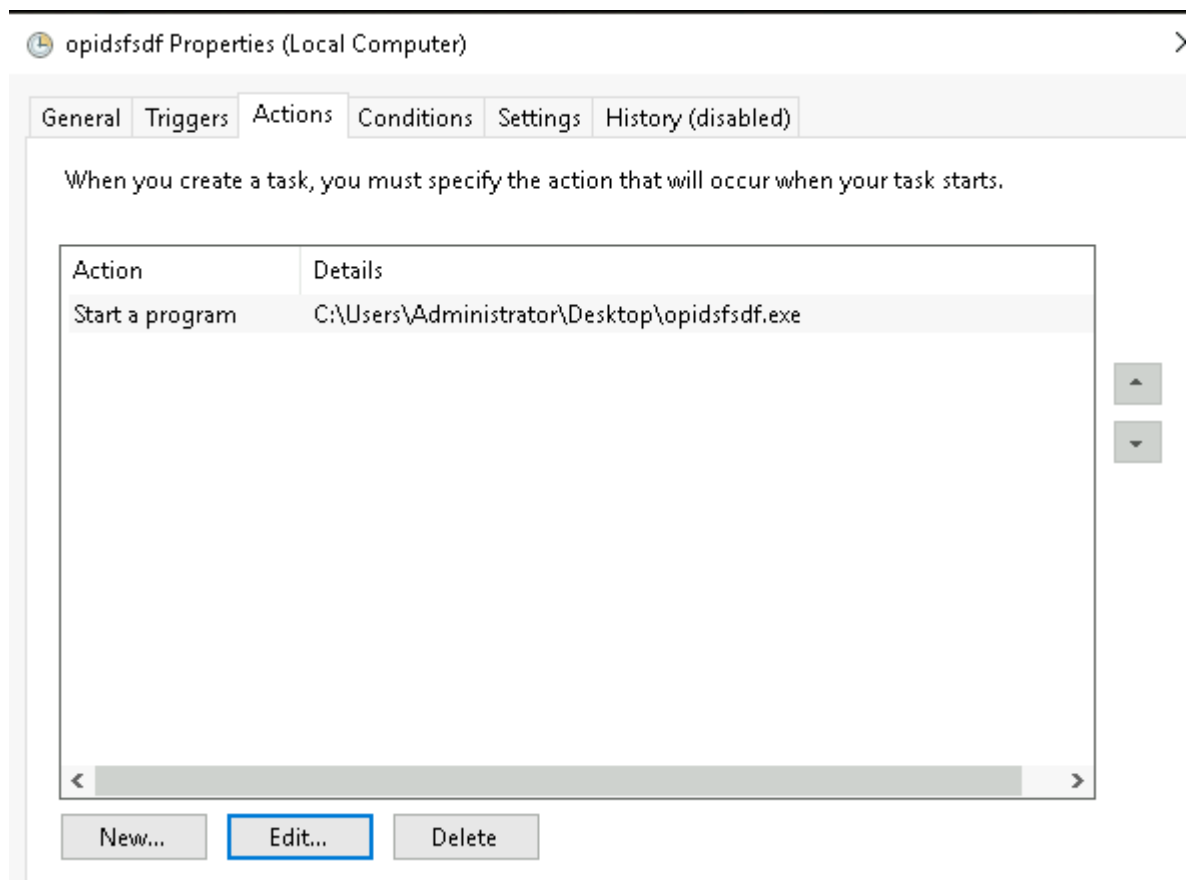 opidsfsdf Properties (Local Computer)
General Triggers Actions Conditions Settings History (disabled)
When you create a task, you must specify the action that will occur when your task starts.
Action Details
Start a program C:\Users\Administrator\Desktop\opidsfsdf.exe
New... Edit... Delete